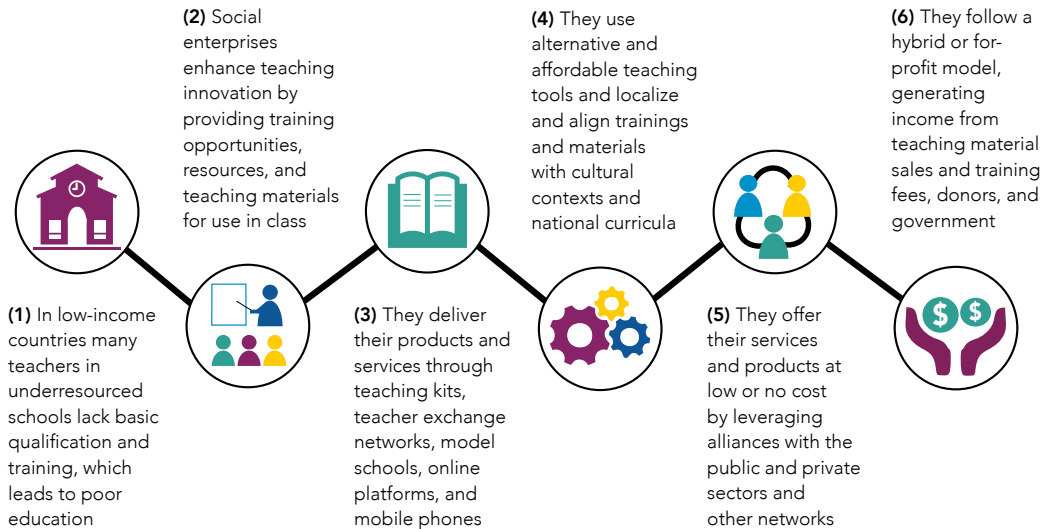 (1) In low-income
countries many
teachers in
underresourced
schools lack basic
qualification and
training, which
leads to poor
education
(2) Social
enterprises
enhance teaching
innovation by
providing training
opportunities,
resources, and
teaching materials
for use in class
(3) They deliver
their products and
services through
teaching kits,
teacher exchange
networks, model
schools, online
platforms, and
mobile phones
(4) They use
alternative and
affordable teaching
tools and localize
and align trainings
and materials
with cultural
contexts and
national curricula
(5) They offer
their services
and products at
low or no cost
by leveraging
alliances with the
public and private
sectors and
other networks
(6) They follow a
hybrid or for-
profit model,
generating
income from
teaching material
sales and training
fees, donors, and
government
$ $